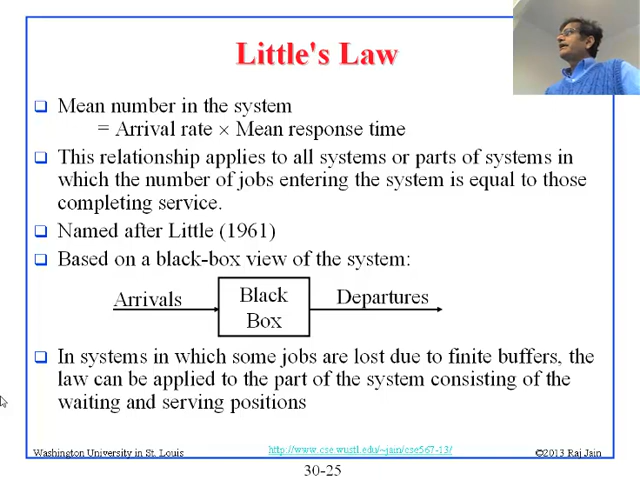 Little's Law
Mean number in the system
= Arrival rate × Mean response time
This relationship applies to all systems or parts of systems in
which the number of jobs entering the system is equal to those
completing service.
Named after Little (1961)
Based on a black-box view of the system:
Arrivals
Black
Box
Departures
In systems in which some jobs are lost due to finite buffers, the
law can be applied to the part of the system consisting of the
waiting and serving positions
Washington University in St. Louis
http://www.cse.wustl.edu/~jain/cse567-13/
©2013 Raj Jain
30-25